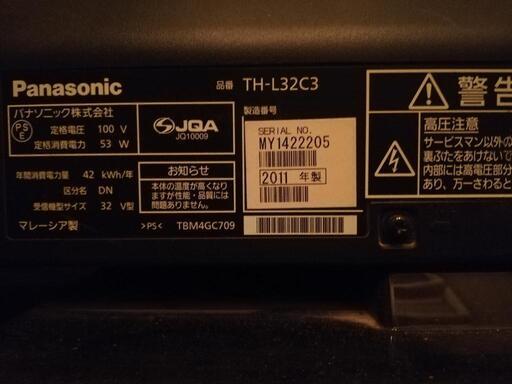 Panasonic
品番 TH-L32C3
パナソニック株式会社
PS E
定格電圧 100 V
定格消費電力 53 W
JQA
JQ10009
製造番号
SERIAL NO.
MY1422205
2011 年製
年間消費電力量 42 kWh/年
区分名 DN
受信機型サイズ 32 V型
マレーシア製
お知らせ
本体の温度が高くなり
ますが性能・品質には
問題ありません。
>PS<
TBM4GC709
警告
高圧注意
サービスマン以外の
裏ぶたをあけないで
内部には高電圧部分
あり、万一さわると